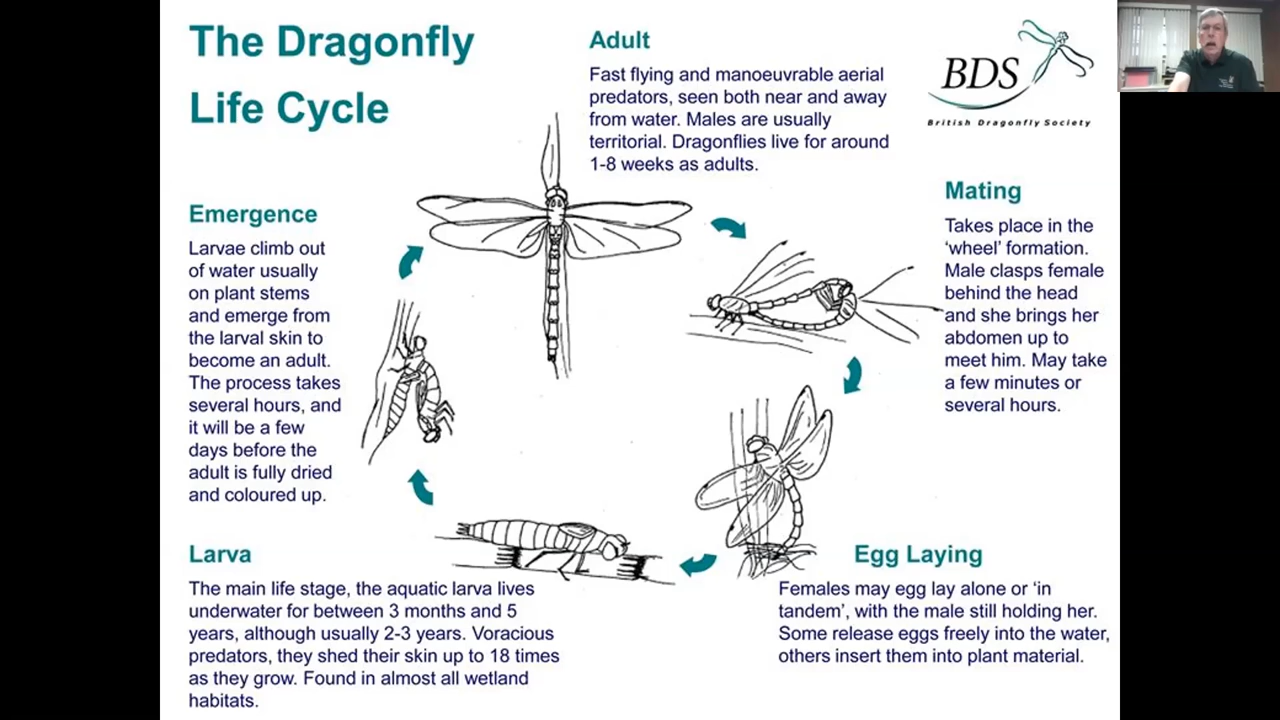 The Dragonfly
Life Cycle
Adult
Fast flying and manoeuvrable aerial
predators, seen both near and away
from water. Males are usually
territorial. Dragonflies live for around
1-8 weeks as adults.
BDS
British Dragonfly Society
Mating
Takes place in the
‘wheel’ formation.
Male clasps female
behind the head
and she brings her
abdomen up to
meet him. May take
a few minutes or
several hours.
Emergence
Larvae climb out
of water usually
on plant stems
and emerge from
the larval skin to
become an adult.
The process takes
several hours, and
it will be a few
days before the
adult is fully dried
and coloured up.
Larva
The main life stage, the aquatic larva lives
underwater for between 3 months and 5
years, although usually 2-3 years. Voracious
predators, they shed their skin up to 18 times
as they grow. Found in almost all wetland
habitats.
Egg Laying
Females may egg lay alone or ‘in
tandem’, with the male still holding her.
Some release eggs freely into the water,
others insert them into plant material.